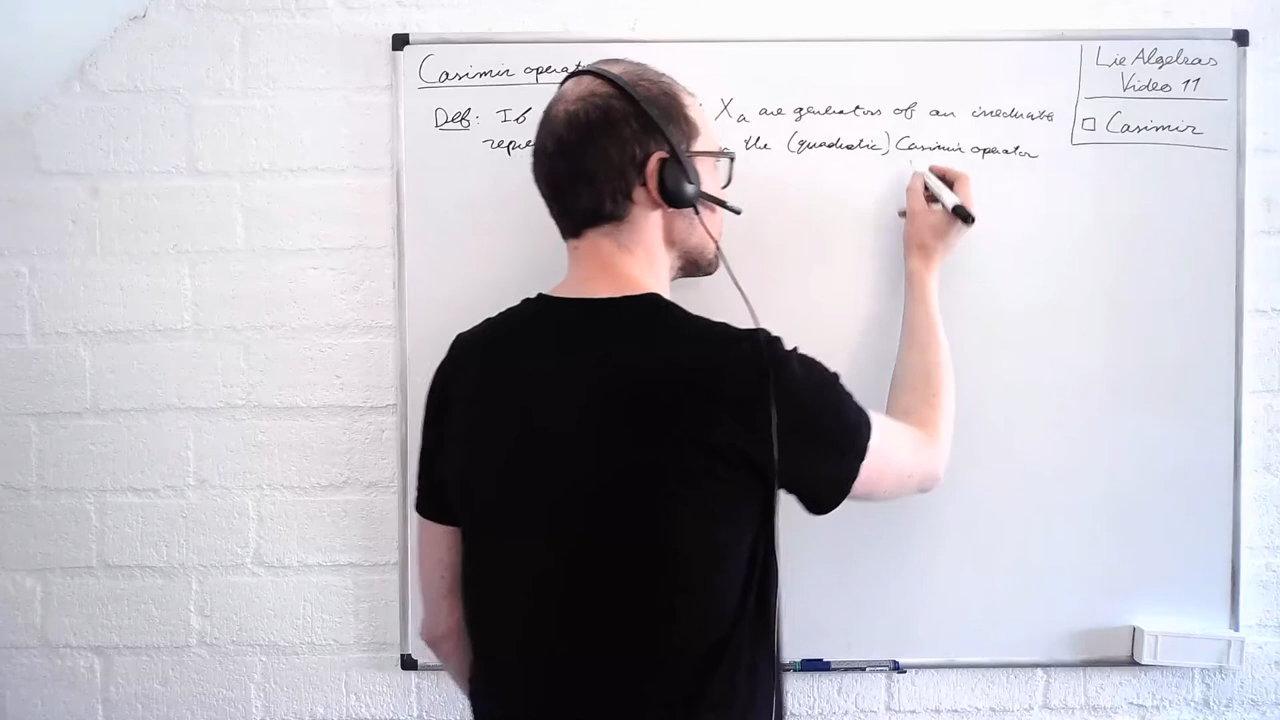 Casimir operat
Def: If X_a are generators of an irreducible
repre the (quadratic) Casimir operator
Lie Algebras
Video 11
□ Casimir